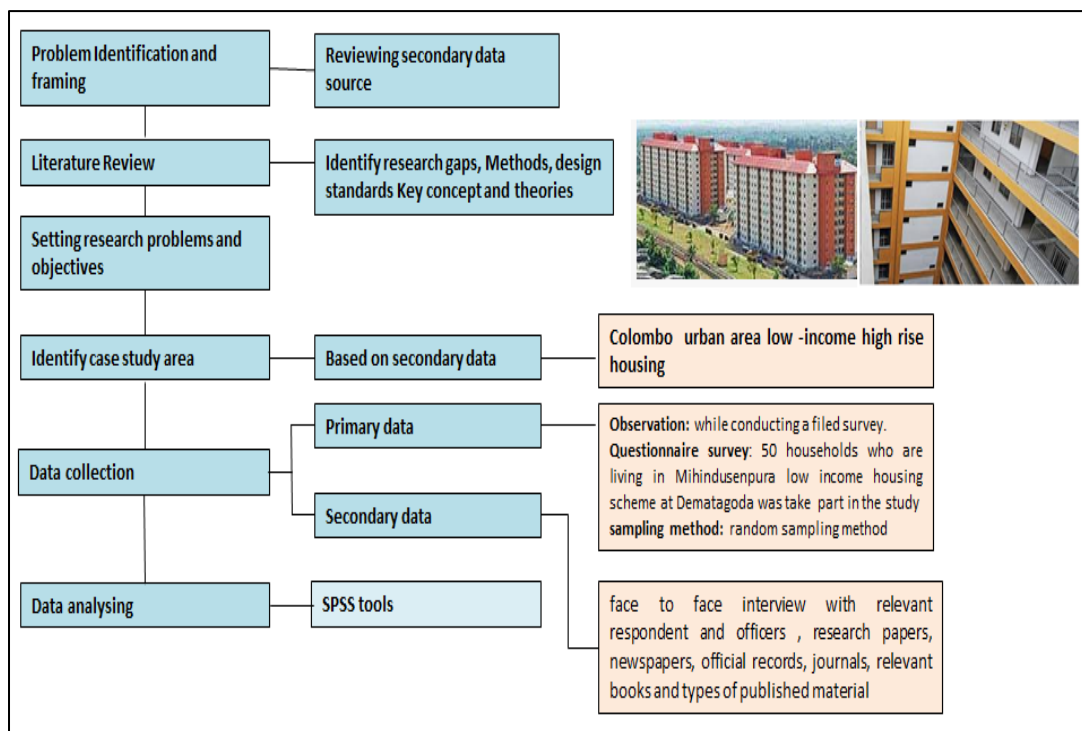 Problem Identification and
framing
Reviewing secondary data
source
Literature Review
Identify research gaps, Methods, design
standards Key concept and theories
Setting research problems and
objectives
Identify case study area
Based on secondary data
Colombo urban area low -income high rise
housing
Data collection
Primary data
Observation: while conducting a filed survey.
Questionnaire survey: 50 households who are
living in Mihindusenpura low income housing
scheme at Dematagoda was take part in the study
sampling method: random sampling method
Secondary data
face to face interview with relevant
respondent and officers , research papers,
newspapers, official records, journals, relevant
books and types of published material
Data analysing
SPSS tools